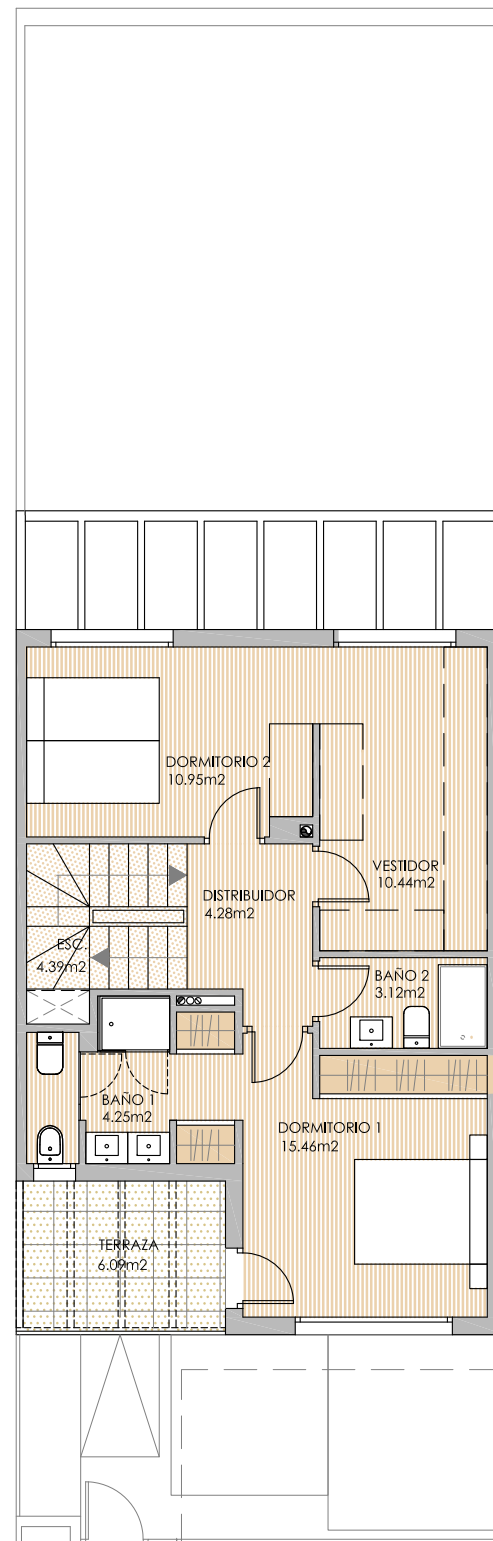 DORMITORIO 2
10.95m2
VESTIDOR
10.44m2
DISTRIBUIDOR
4.28m2
ESC.
4.39m2
BAÑO 2
3.12m2
BAÑO 1
4.25m2
DORMITORIO 1
15.46m2
TERRAZA
6.09m2